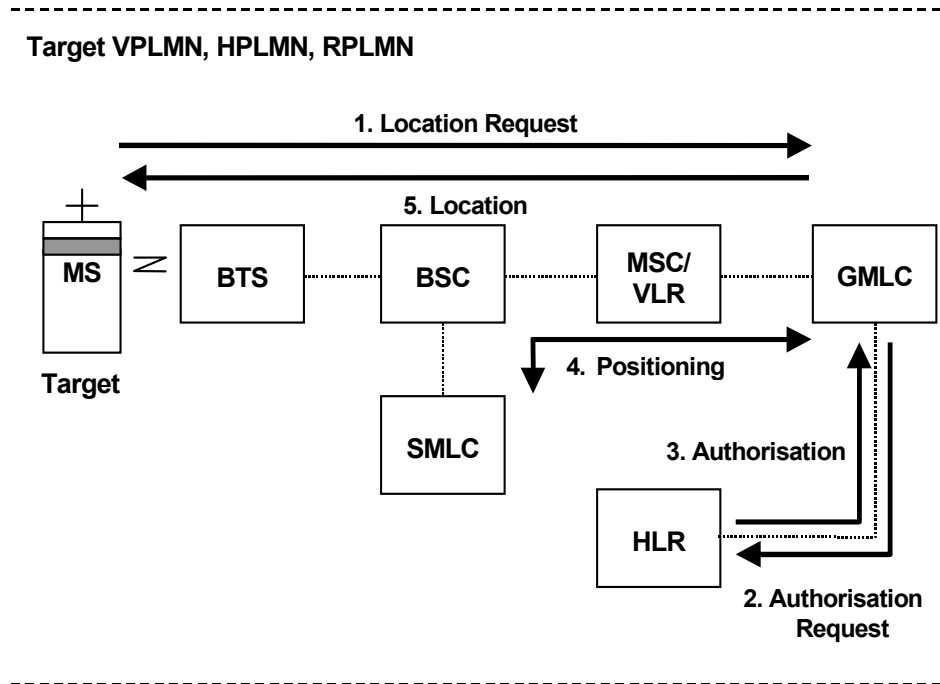 Target VPLMN, HPLMN, RPLMN
1. Location Request
5. Location
MS
BTS
BSC
MSC/
VLR
GMLC
Target
4. Positioning
SMLC
3. Authorisation
HLR
2. Authorisation
Request